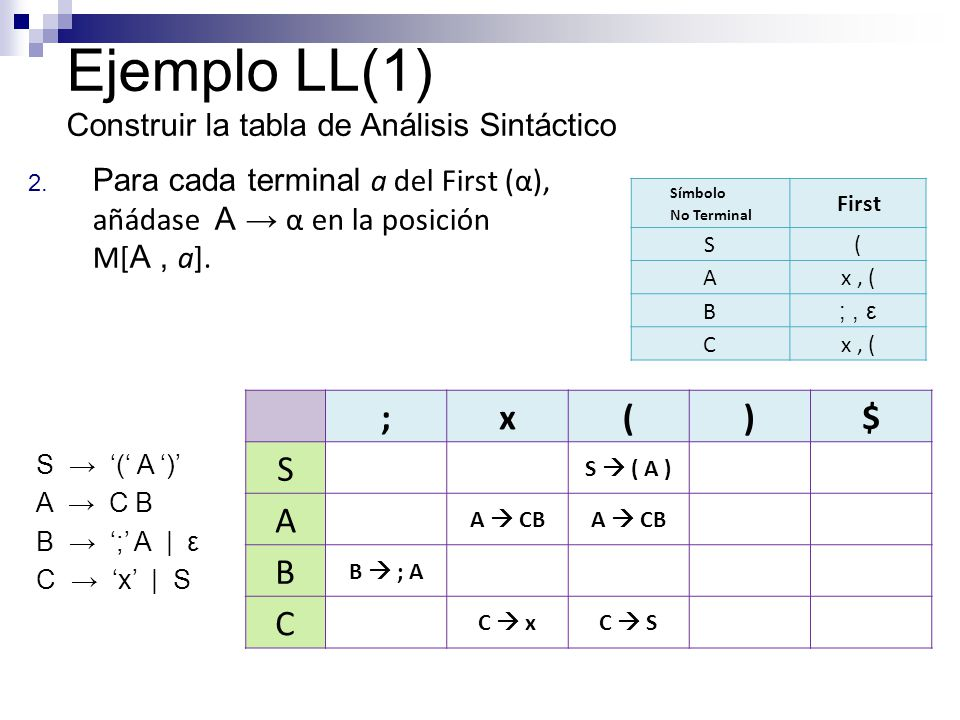 Ejemplo LL(1)
Construir la tabla de Análisis Sintáctico
2. Para cada terminal a del First (α),
añádase A → α en la posición
M[A , a].
Símbolo
No Terminal First
S (
A x , (
B ; , ε
C x , (
S → ‘(‘ A ‘)’
A → C B
B → ‘;’ A | ε
C → ‘x’ | S
; x ( ) $
S S → ( A )
A A → CB A → CB
B B → ; A
C C → x C → S